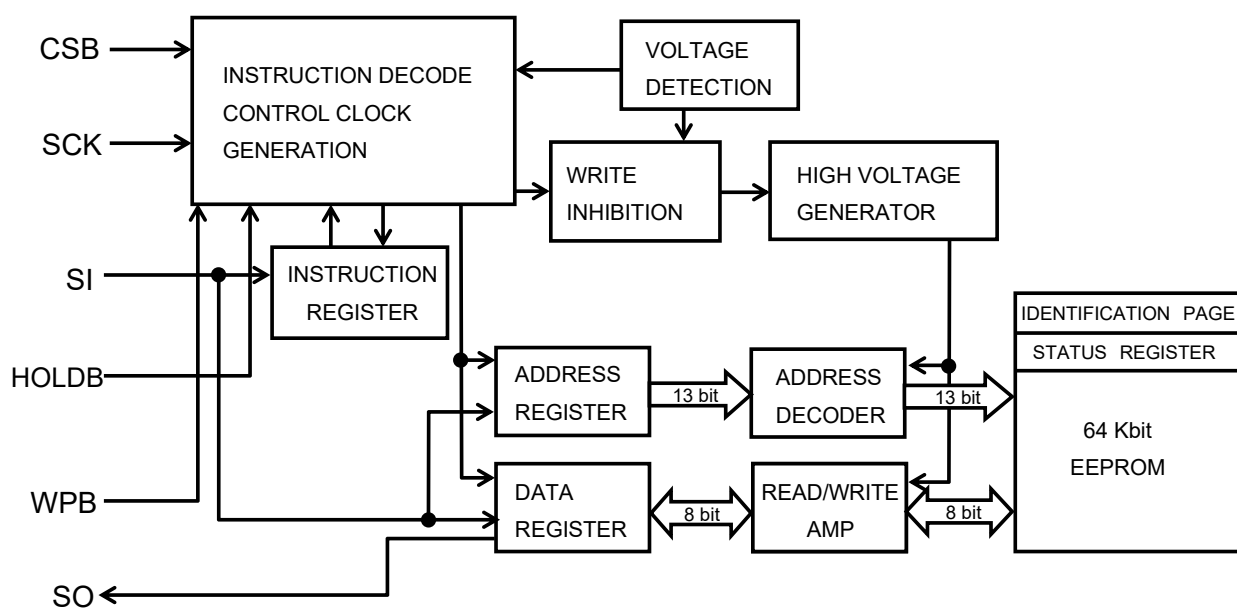 CSB
SCK
SI
HOLDB
WPB
SO
INSTRUCTION DECODE
CONTROL CLOCK
GENERATION
VOLTAGE
DETECTION
WRITE
INHIBITION
HIGH VOLTAGE
GENERATOR
INSTRUCTION
REGISTER
ADDRESS
REGISTER
13 bit
ADDRESS
DECODER
13 bit
DATA
REGISTER
8 bit
READ/WRITE
AMP
8 bit
IDENTIFICATION PAGE
STATUS REGISTER
64 Kbit
EEPROM